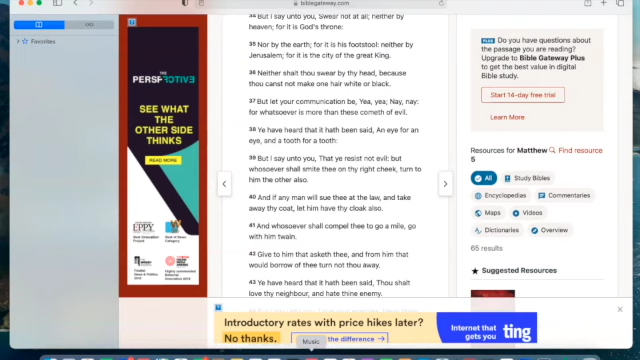 biblegateway.com
Favorites
THE
PERSPECTIVE
SEE WHAT
THE
OTHER SIDE
THINKS
READ MORE
EPPY
34 But I say unto you, Swear not at all; neither by
heaven; for it is God's throne:
35 Nor by the earth; for it is his footstool: neither by
Jerusalem; for it is the city of the great King.
36 Neither shalt thou swear by thy head, because
thou canst not make one hair white or black.
37 But let your communication be, Yea, yea; Nay, nay:
for whatsoever is more than these cometh of evil.
38 Ye have heard that it hath been said, An eye for an
eye, and a tooth for a tooth:
39 But I say unto you, That ye resist not evil: but
whosoever shall smite thee on thy right cheek, turn to
him the other also.
40 And if any man will sue thee at the law, and take
away thy coat, let him have thy cloak also.
41 And whosoever shall compel thee to go a mile, go
with him twain.
42 Give to him that asketh thee, and from him that
would borrow of thee turn not thou away.
43 Ye have heard that it hath been said, Thou shalt
love thy neighbour, and hate thine enemy.
PLUS Do you have questions about
the passage you are reading?
Upgrade to Bible Gateway Plus
to get the best value in digital
Bible study.
Start 14-day free trial
Learn More
Resources for Matthew Find resource
5
All Study Bibles
Encyclopedias Commentaries
Maps Videos
Dictionaries Overview
65 results
★ Suggested Resources
Introductory rates with price hikes later?
No thanks.
the difference →
Internet that
gets you ting
Music